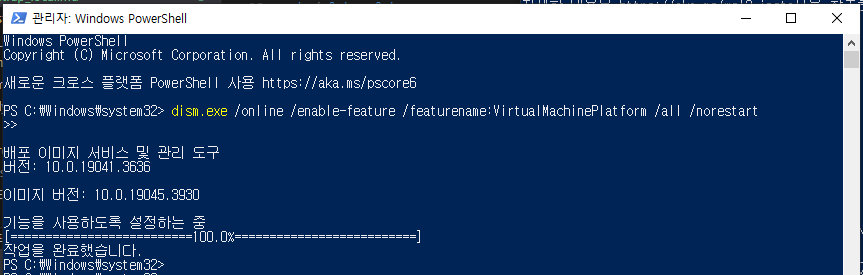 관리자: Windows PowerShell
Windows PowerShell
Copyright (C) Microsoft Corporation. All rights reserved.
새로운 크로스 플랫폼 PowerShell 사용 https://aka.ms/pscore6
PS C:₩Windows₩system32> dism.exe /online /enable-feature /featurename:VirtualMachinePlatform /all /norestart
>>
배포 이미지 서비스 및 관리 도구
버전: 10.0.19041.3636
이미지 버전: 10.0.19045.3930
기능을 사용하도록 설정하는 중
[==========================100.0%==========================]
작업을 완료했습니다.
PS C:₩Windows₩system32>